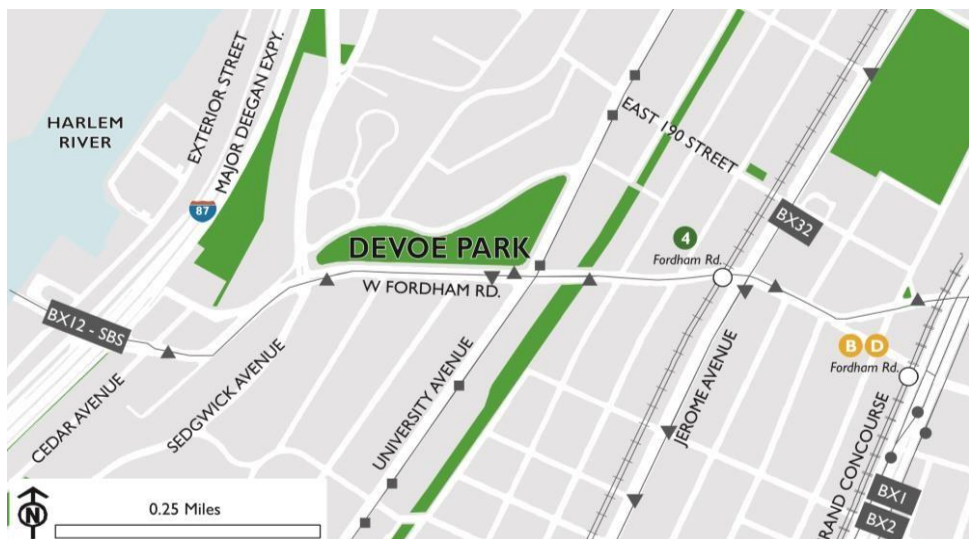 HARLEM
RIVER
EXTERIOR STREET
MAJOR DEEGAN EXPY.
87
EAST 190 STREET
DEVOE PARK
W FORDHAM RD.
4
Fordham Rd.
BX32
BX12 - SBS
B D
Fordham Rd.
CEDAR AVENUE
SEDGWICK AVENUE
UNIVERSITY AVENUE
JEROME AVENUE
GRAND CONCOURSE
BX1
BX2
N
0.25 Miles